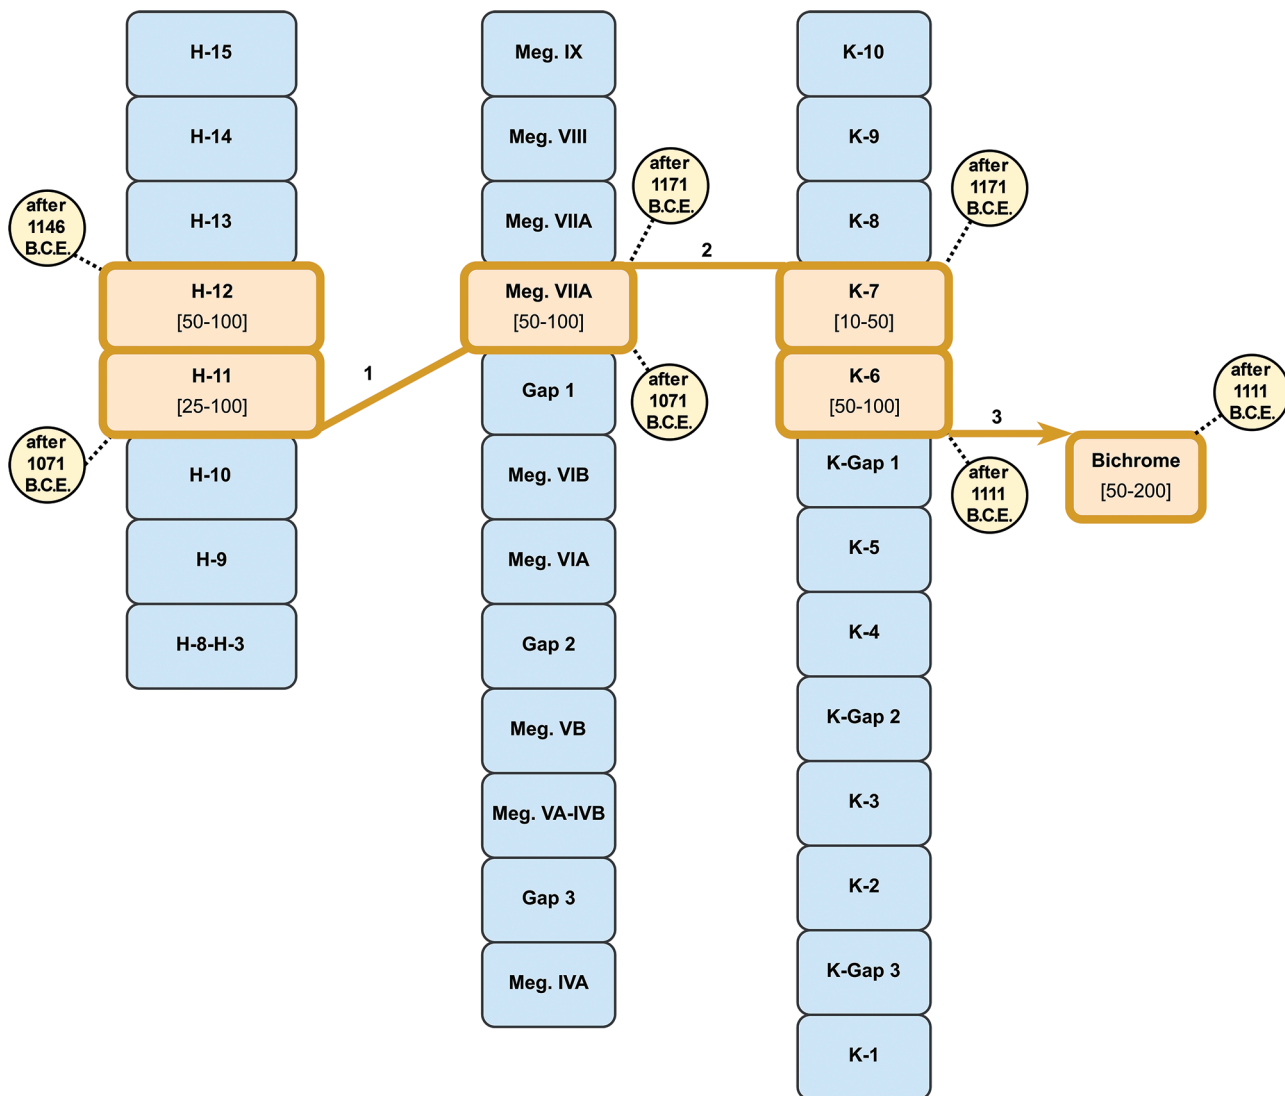 H-15
H-14
H-13
after
1146
B.C.E.
H-12
[50-100]
H-11
[25-100]
after
1071
B.C.E.
H-10
H-9
H-8-H-3
1
Meg. IX
Meg. VIII
Meg. VIIA
after
1171
B.C.E.
Meg. VIIA
[50-100]
after
1071
B.C.E.
Gap 1
Meg. VIB
Meg. VIA
Gap 2
Meg. VB
Meg. VA-IVB
Gap 3
Meg. IVA
2
K-10
K-9
K-8
after
1171
B.C.E.
K-7
[10-50]
K-6
[50-100]
after
1111
B.C.E.
K-Gap 1
K-5
K-4
K-Gap 2
K-3
K-2
K-Gap 3
K-1
3
after
1111
B.C.E.
Bichrome
[50-200]